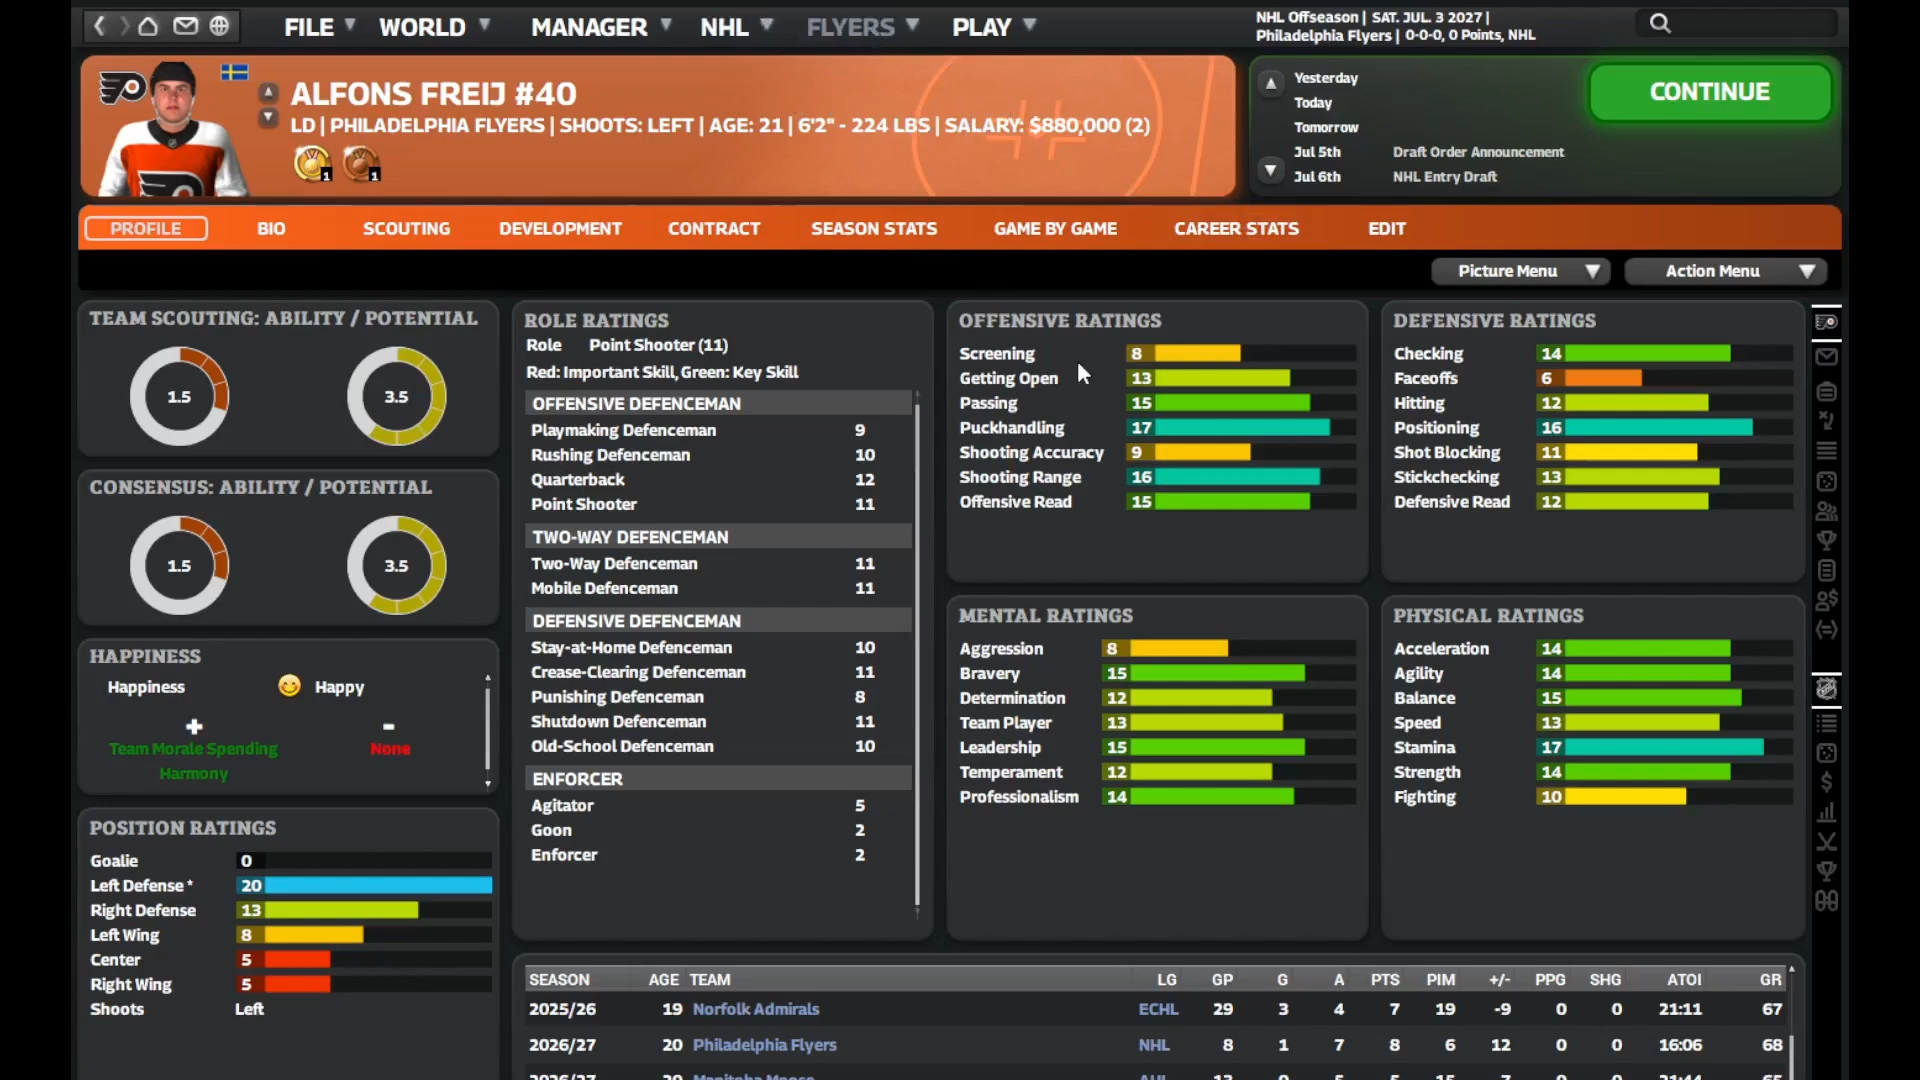 FILE WORLD MANAGER NHL FLYERS PLAY
NHL Offseason | SAT. JUL. 3 2027 |
Philadelphia Flyers | 0-0-0, 0 Points, NHL
ALFONS FREIJ #40
LD | PHILADELPHIA FLYERS | SHOOTS: LEFT | AGE: 21 | 6'2" - 224 LBS | SALARY: $880,000 (2)
1 1
Yesterday
Today
Tomorrow
Jul 5th Draft Order Announcement
Jul 6th NHL Entry Draft
CONTINUE
PROFILE BIO SCOUTING DEVELOPMENT CONTRACT SEASON STATS GAME BY GAME CAREER STATS EDIT
Picture Menu Action Menu
TEAM SCOUTING: ABILITY / POTENTIAL
1.5 3.5
CONSENSUS: ABILITY / POTENTIAL
1.5 3.5
HAPPINESS
Happiness Happy
+ -
Team Morale Spending None
Harmony
POSITION RATINGS
Goalie 0
Left Defense * 20
Right Defense 13
Left Wing 8
Center 5
Right Wing 5
Shoots Left
ROLE RATINGS
Role Point Shooter (11)
Red: Important Skill, Green: Key Skill
OFFENSIVE DEFENCEMAN
Playmaking Defenceman 9
Rushing Defenceman 10
Quarterback 12
Point Shooter 11
TWO-WAY DEFENCEMAN
Two-Way Defenceman 11
Mobile Defenceman 11
DEFENSIVE DEFENCEMAN
Stay-at-Home Defenceman 10
Crease-Clearing Defenceman 11
Punishing Defenceman 8
Shutdown Defenceman 11
Old-School Defenceman 10
ENFORCER
Agitator 5
Goon 2
Enforcer 2
OFFENSIVE RATINGS
Screening 8
Getting Open 13
Passing 15
Puckhandling 17
Shooting Accuracy 9
Shooting Range 16
Offensive Read 15
DEFENSIVE RATINGS
Checking 14
Faceoffs 6
Hitting 12
Positioning 16
Shot Blocking 11
Stickchecking 13
Defensive Read 12
MENTAL RATINGS
Aggression 8
Bravery 15
Determination 12
Team Player 13
Leadership 15
Temperament 12
Professionalism 14
PHYSICAL RATINGS
Acceleration 14
Agility 14
Balance 15
Speed 13
Stamina 17
Strength 14
Fighting 10
SEASON AGE TEAM LG GP G A PTS PIM +/- PPG SHG ATOI GR
2025/26 19 Norfolk Admirals ECHL 29 3 4 7 19 -9 0 0 21:11 67
2026/27 20 Philadelphia Flyers NHL 8 1 7 8 6 12 0 0 16:06 68